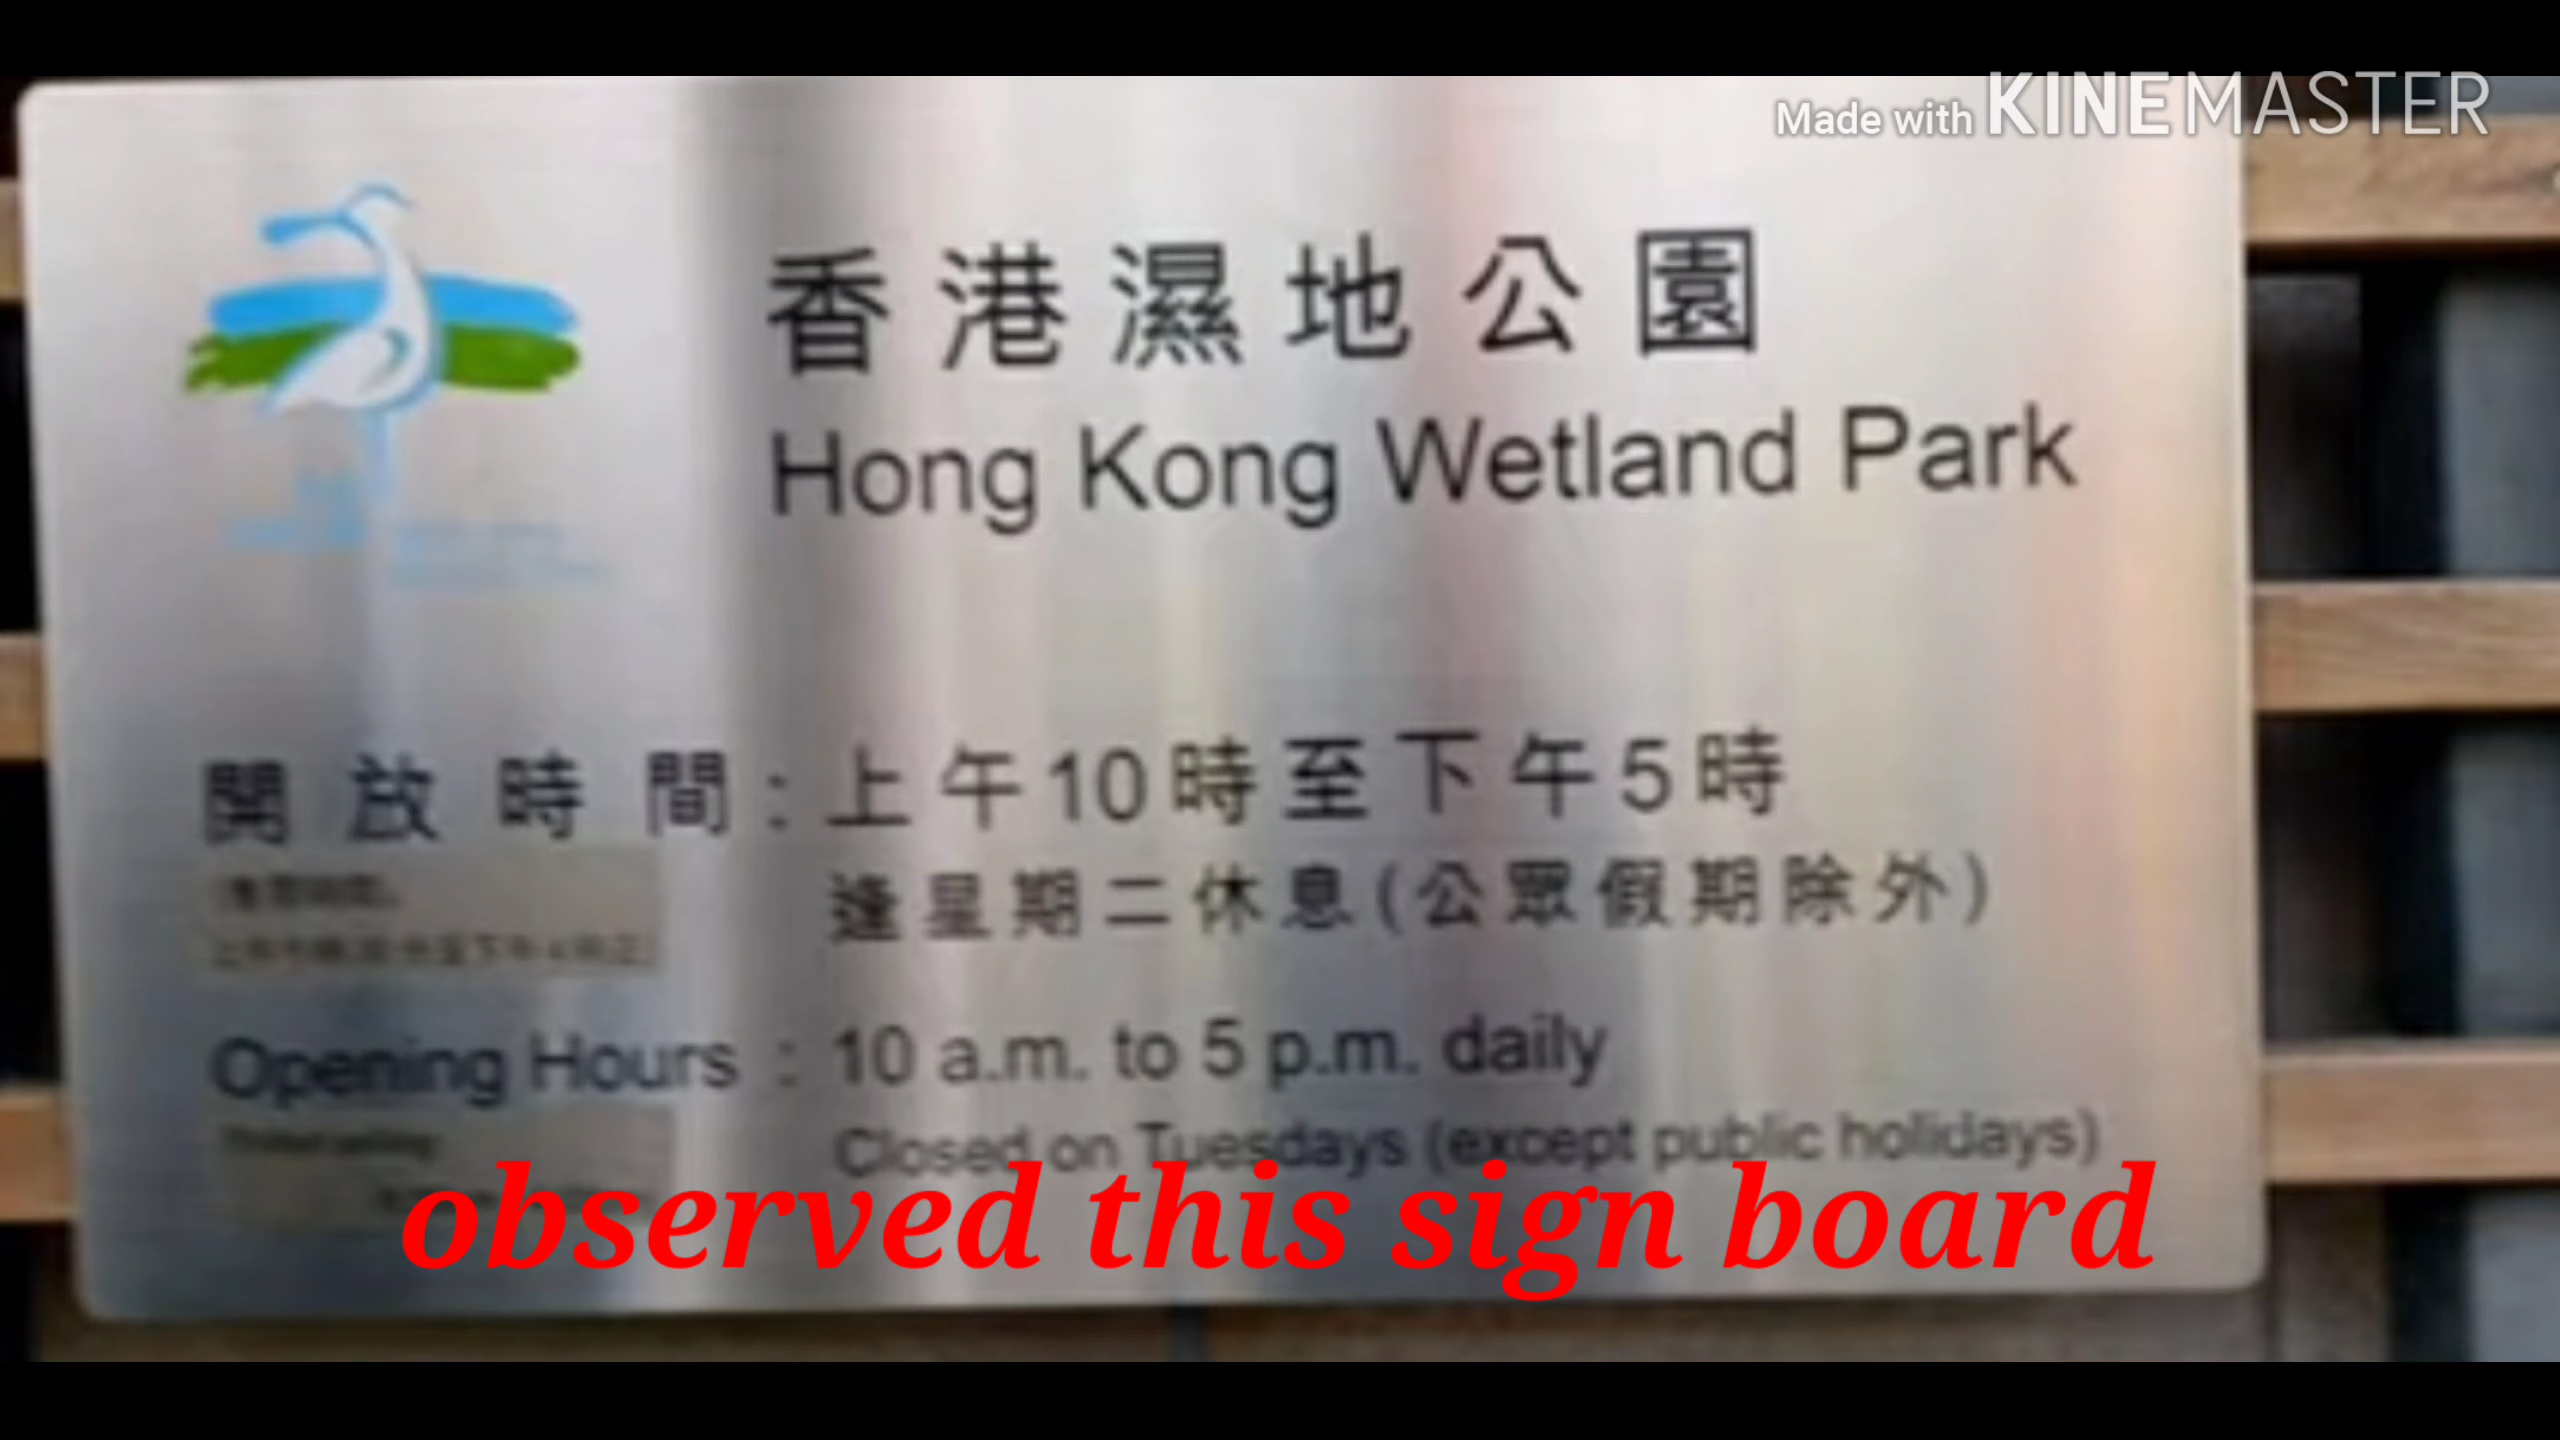 Made with KINEMASTER
香港濕地公園
Hong Kong Wetland Park
開放時間:上午10時至下午5時
逢星期二休息(公眾假期除外)
Opening Hours : 10 a.m. to 5 p.m. daily
Closed on Tuesdays (except public holidays)
observed this sign board